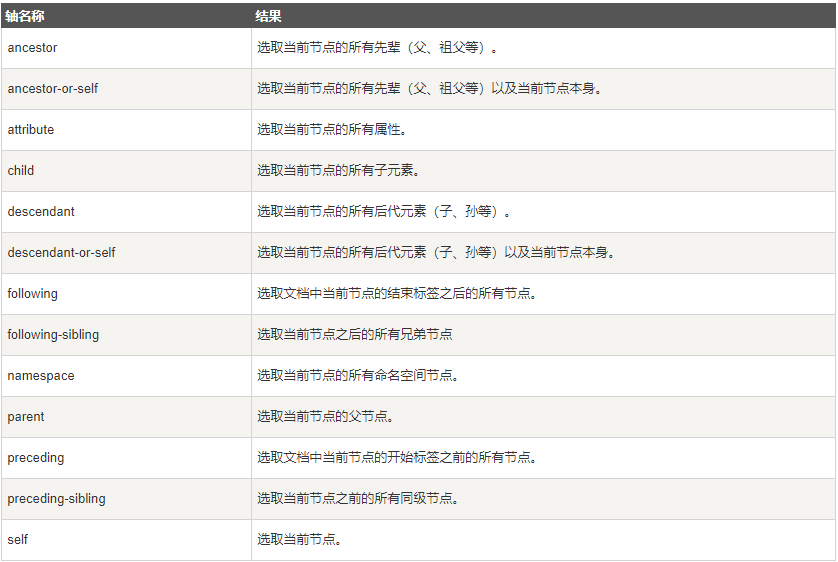 轴名称 结果
ancestor 选取当前节点的所有先辈（父、祖父等）。
ancestor-or-self 选取当前节点的所有先辈（父、祖父等）以及当前节点本身。
attribute 选取当前节点的所有属性。
child 选取当前节点的所有子元素。
descendant 选取当前节点的所有后代元素（子、孙等）。
descendant-or-self 选取当前节点的所有后代元素（子、孙等）以及当前节点本身。
following 选取文档中当前节点的结束标签之后的所有节点。
following-sibling 选取当前节点之后的所有兄弟节点
namespace 选取当前节点的所有命名空间节点。
parent 选取当前节点的父节点。
preceding 选取文档中当前节点的开始标签之前的所有节点。
preceding-sibling 选取当前节点之前的所有同级节点。
self 选取当前节点。